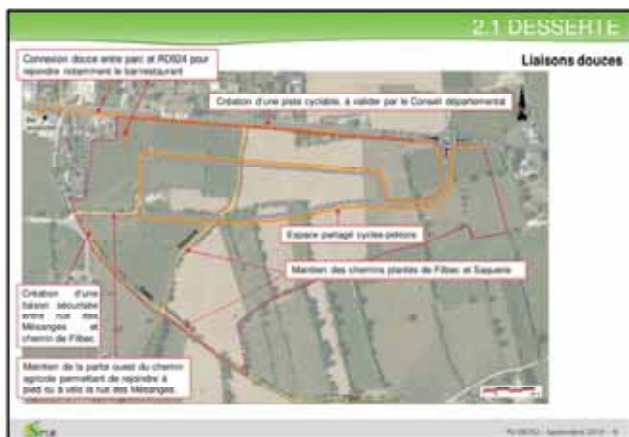 2.1 DESSERTE
Liaisons douces
Connexion douce entre parc et RD924 pour
rejoindre notamment le bar/restaurant
Création d'une piste cyclable, à valider par le Conseil départemental
Espace partagé cycles-piétons
Maintien des chemins plantés de Filbec et Saquerie
Création d'une
liaison sécurisée
entre rue des
Mésanges et
chemin de Filbec
Maintien de la partie ouest du chemin
agricole permettant de rejoindre à
pied ou à vélo la rue des Mésanges.